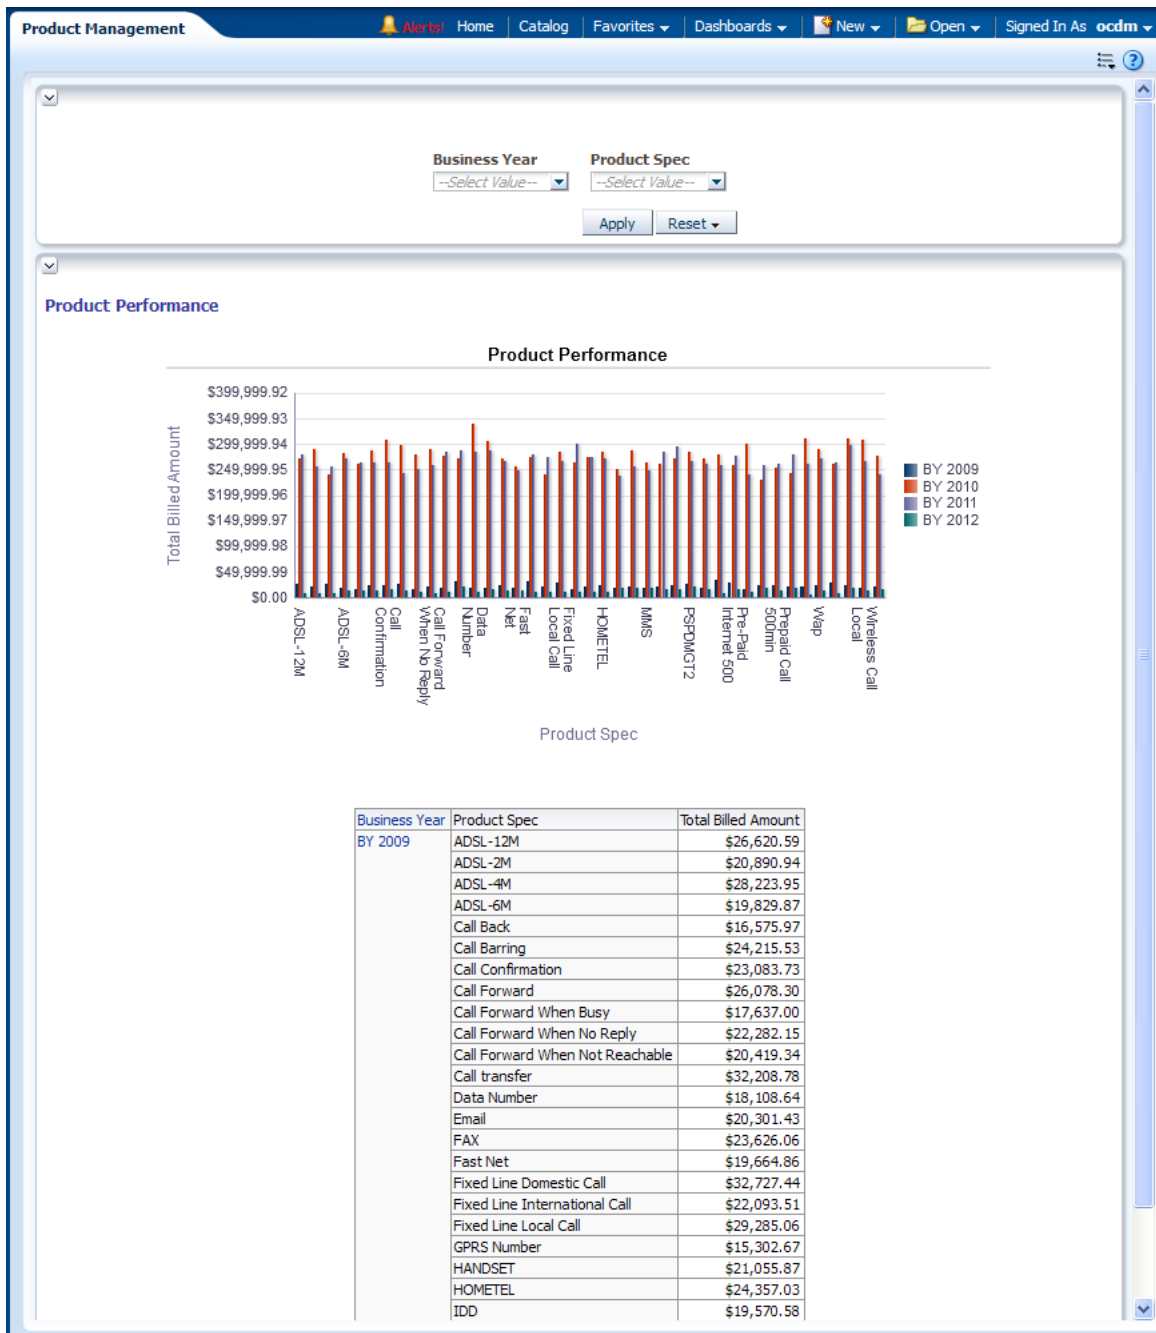 Product Management
Alerts! Home Catalog Favorites Dashboards New Open Signed In As ocdm
Business Year Product Spec
--Select Value-- --Select Value--
Apply Reset
Product Performance
Product Performance
Total Billed Amount
$399,999.92
$349,999.93
$299,999.94
$249,999.95
$199,999.96
$149,999.97
$99,999.98
$49,999.99
$0.00
BY 2009
BY 2010
BY 2011
BY 2012
ADSL-12M
ADSL-6M
Call
Confirmation
Call Forward
When No Reply
Data
Number
Fast
Net
Fixed Line
Local Call
HOMETEL
MMS
PSPDMGT2
Pre-Paid
Internet 500
Prepaid Call
500min
Wap
Wireless Call
Local
Product Spec
Business Year Product Spec Total Billed Amount
BY 2009 ADSL-12M $26,620.59
ADSL-2M $20,890.94
ADSL-4M $28,223.95
ADSL-6M $19,829.87
Call Back $16,575.97
Call Barring $24,215.53
Call Confirmation $23,083.73
Call Forward $26,078.30
Call Forward When Busy $17,637.00
Call Forward When No Reply $22,282.15
Call Forward When Not Reachable $20,419.34
Call transfer $32,208.78
Data Number $18,108.64
Email $20,301.43
FAX $23,626.06
Fast Net $19,664.86
Fixed Line Domestic Call $32,727.44
Fixed Line International Call $22,093.51
Fixed Line Local Call $29,285.06
GPRS Number $15,302.67
HANDSET $21,055.87
HOMETEL $24,357.03
IDD $19,570.58